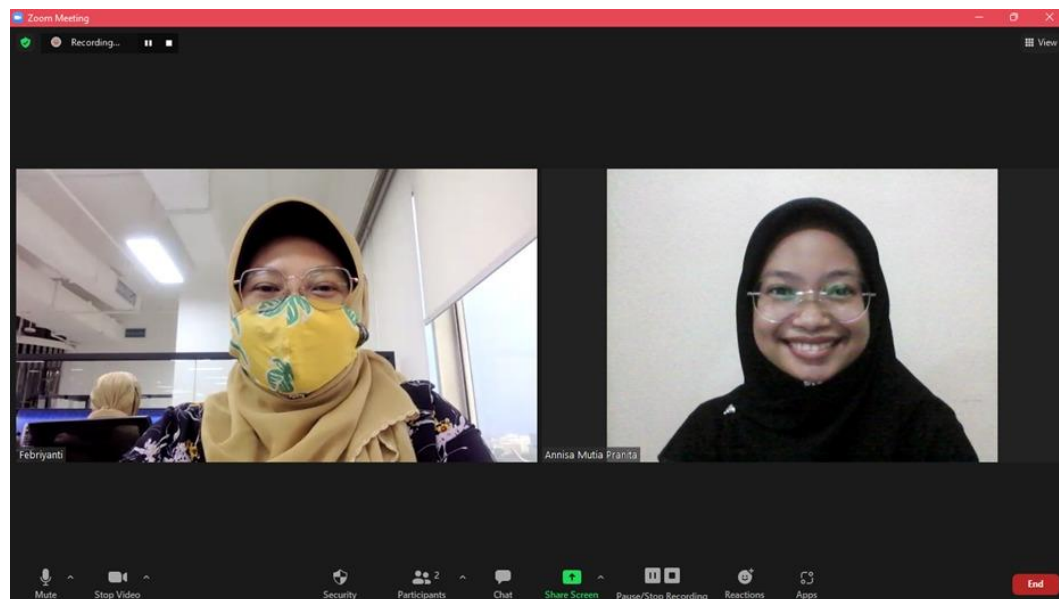 Zoom Meeting
Recording...
View
Febriyanti
Annisa Mutia Pranita
Mute
Stop Video
Security
2
Participants
Chat
Share Screen
Pause/Stop Recording
Reactions
Apps
End